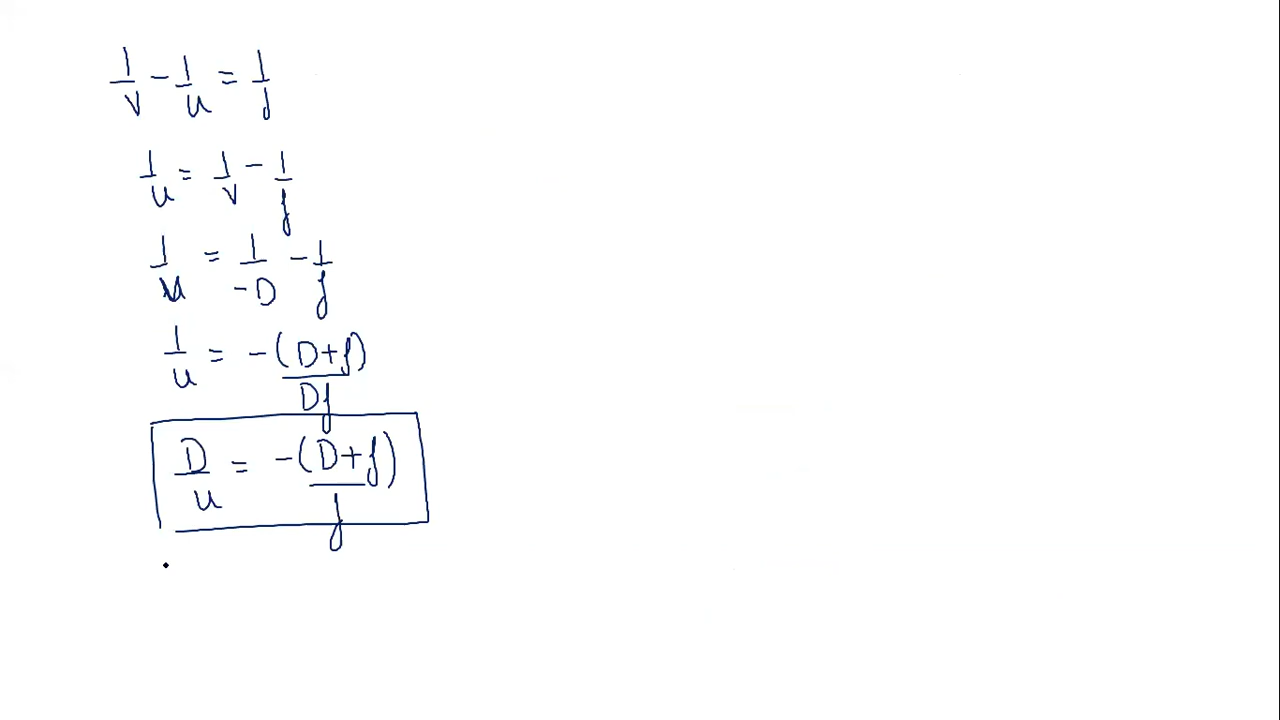 1/v - 1/u = 1/f
1/u = 1/v - 1/f
1/u = 1/-D - 1/f
1/u = -(D+f)/Df
D/u = -(D+f)/f